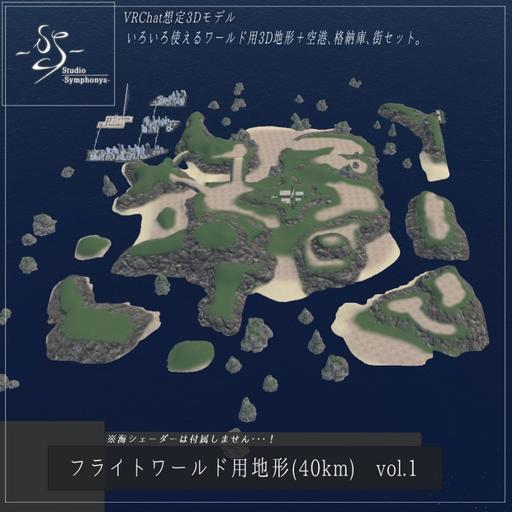 VRChat想定3Dモデル
いろいろ使えるワールド用3D地形＋空港、格納庫、街セット。
Studio
-Symphonys-
※海シェーダーは付属しません・・・！
フライトワールド用地形(40km) vol.1